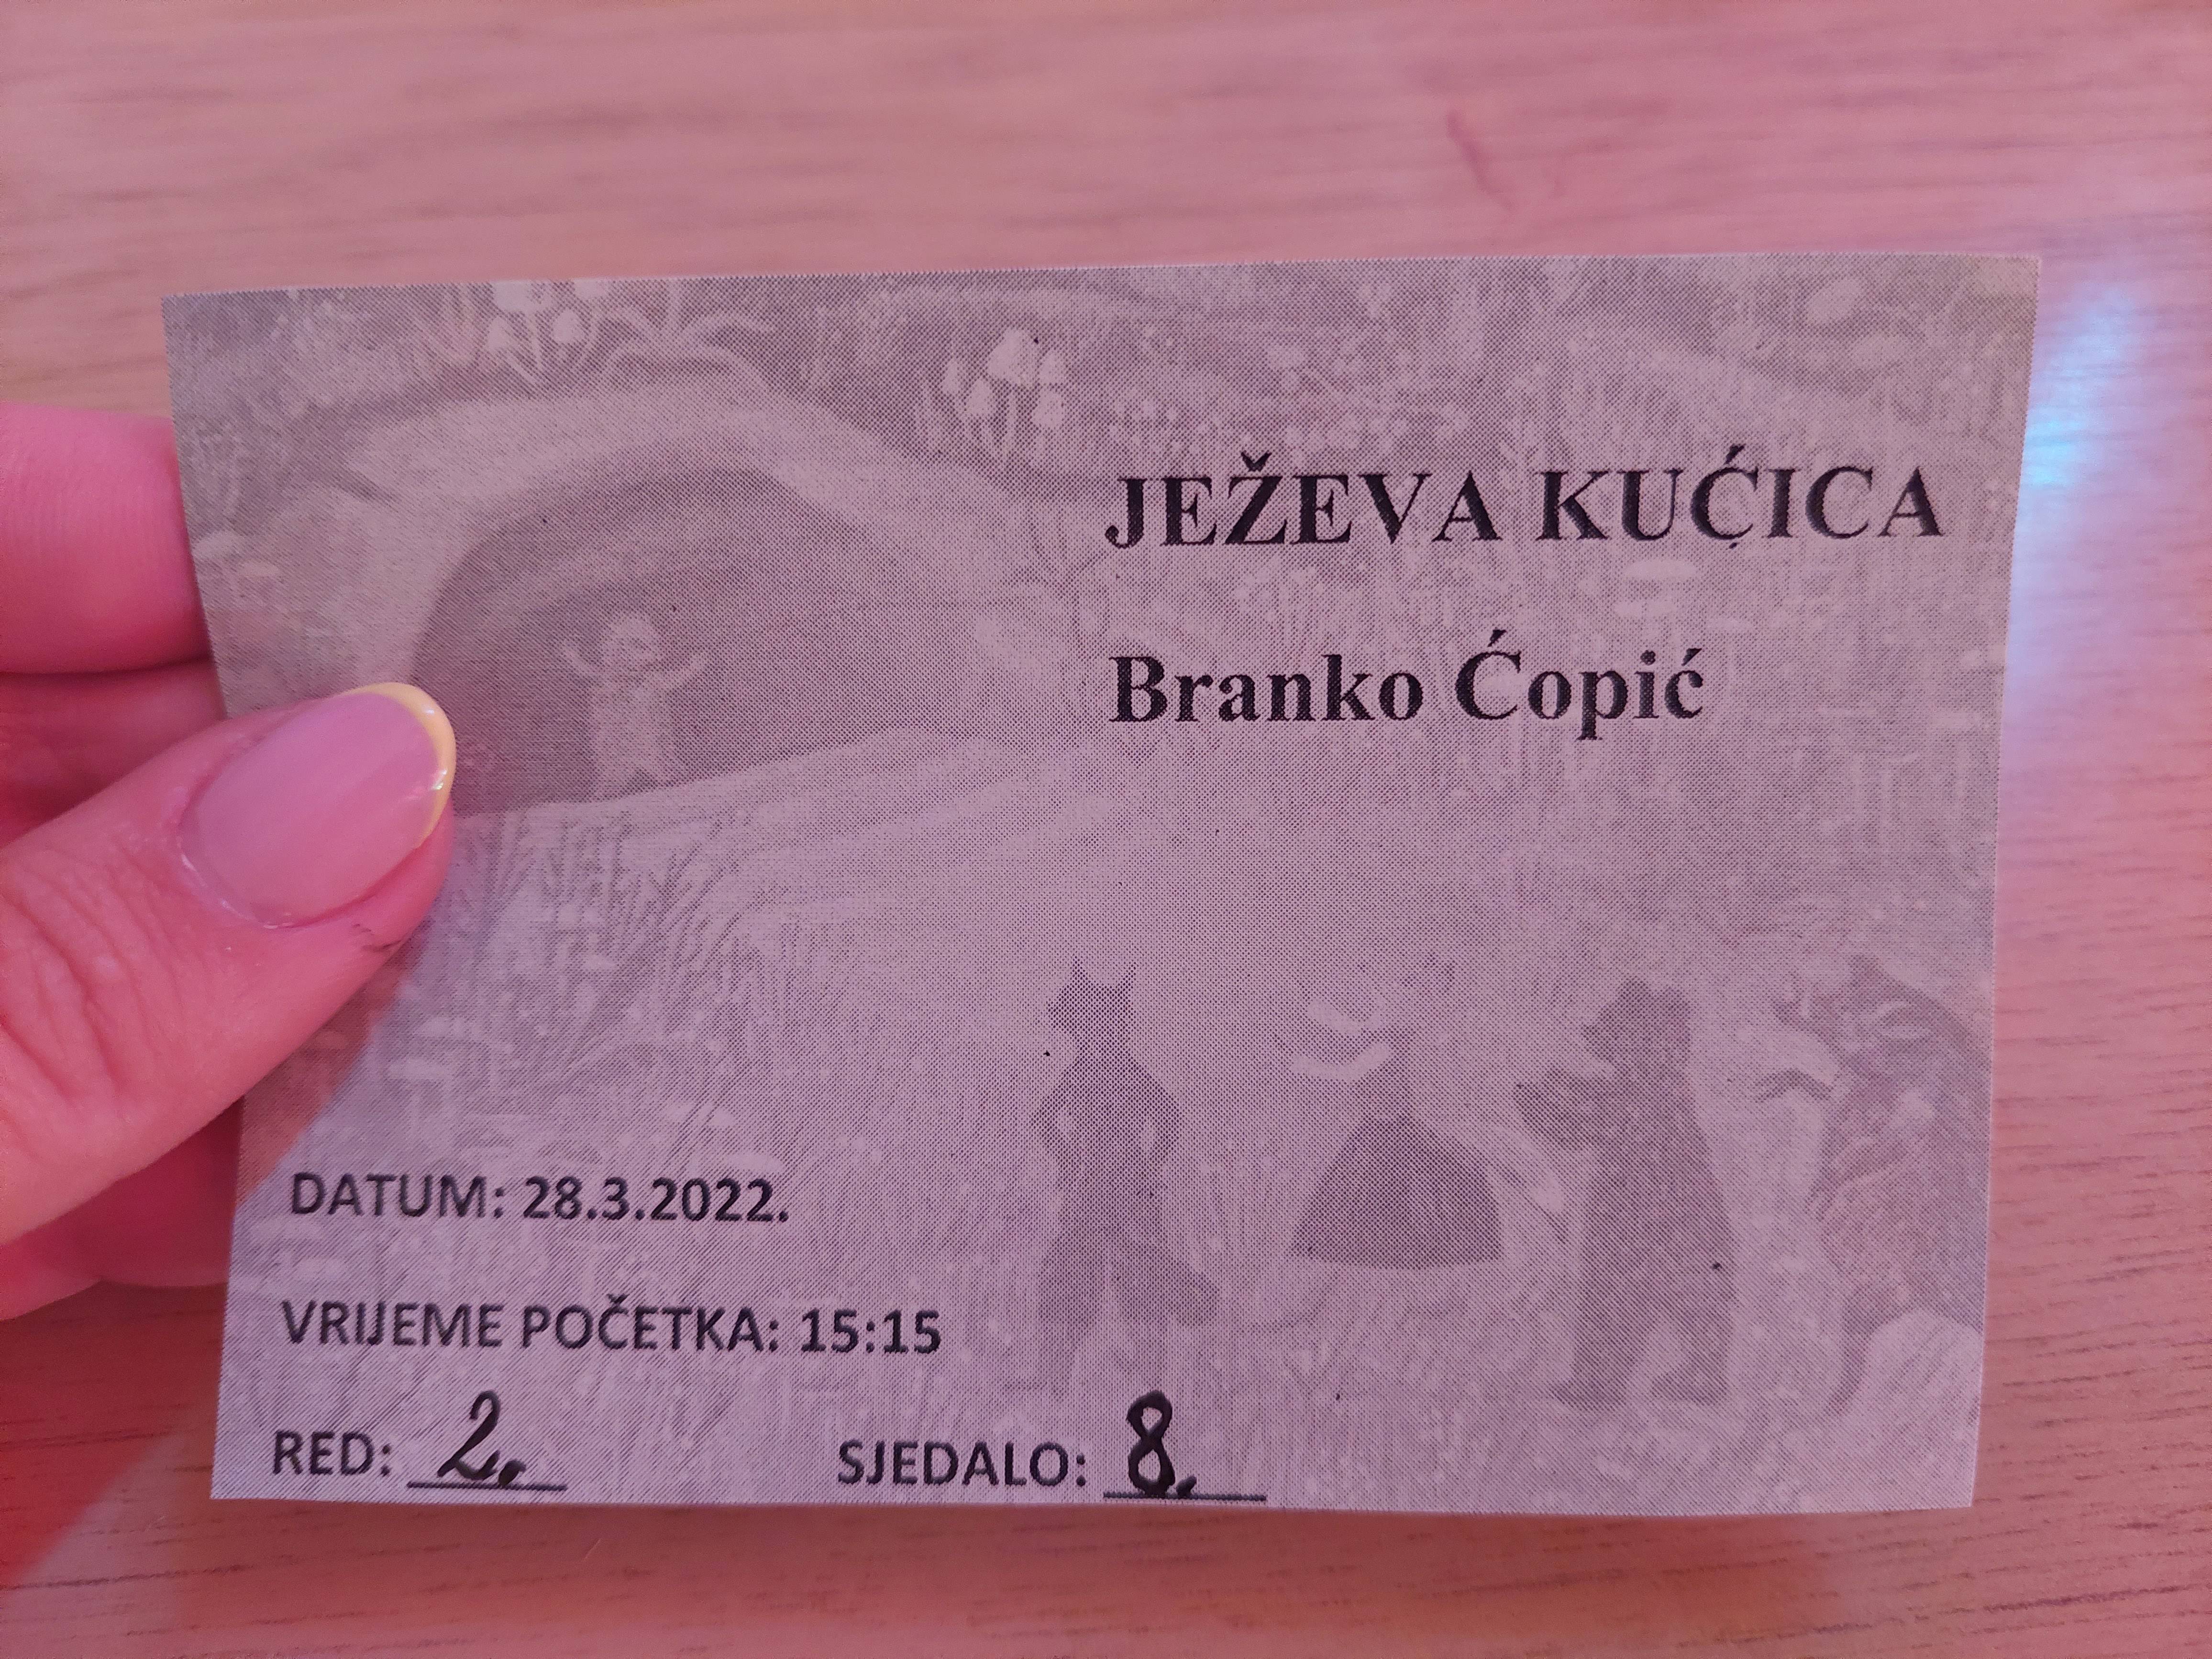 JEŽEVA KUĆICA
Branko Ćopić
DATUM: 28.3.2022.
VRIJEME POČETKA: 15:15
RED: 2. SJEDALO: 8.